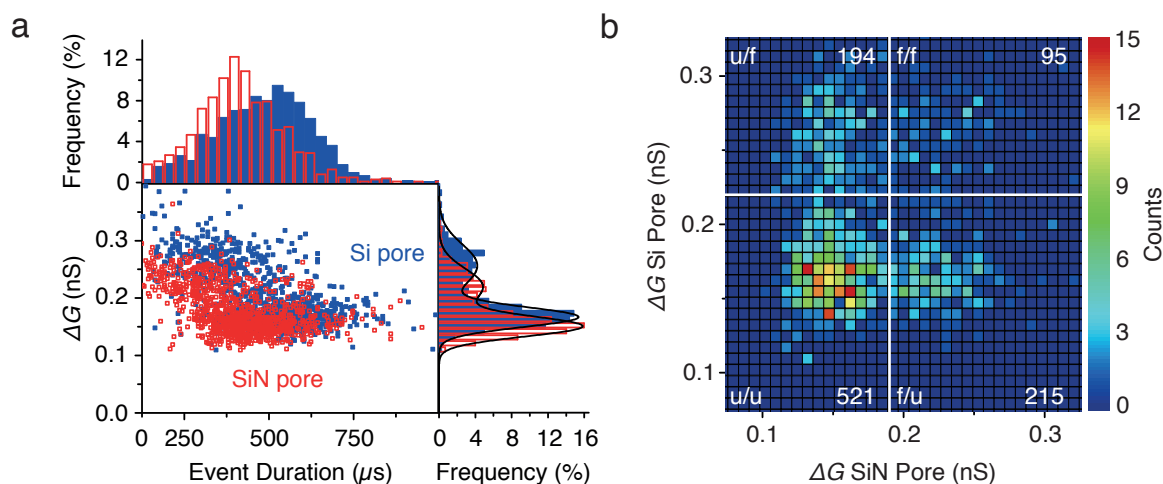 a
Frequency (%)
12
8
4
0
ΔG (nS)
0.3
0.2
0.1
0.0
Si pore
SiN pore
0 250 500 750
Event Duration (μs)
0 4 8 12 16
Frequency (%)
b
ΔG Si Pore (nS)
0.3
0.2
0.1
u/f 194 f/f 95
u/u 521 f/u 215
0.1 0.2 0.3
ΔG SiN Pore (nS)
15
12
9
6
3
0
Counts